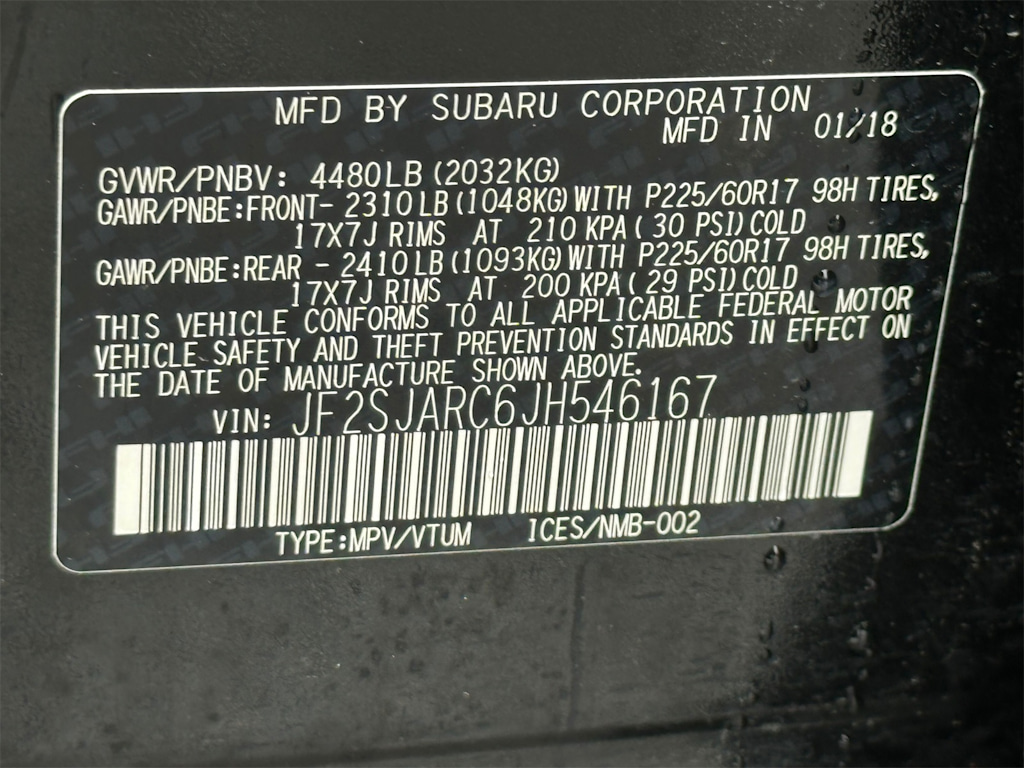 MFD BY SUBARU CORPORATION
MFD IN 01/18
GVWR/PNBV: 4480LB (2032KG)
GAWR/PNBE:FRONT- 2310LB(1048KG)WITH P225/60R17 98H TIRES,
17X7J RIMS AT 210 KPA( 30 PSI)COLD
GAWR/PNBE:REAR - 2410LB(1093KG)WITH P225/60R17 98H TIRES,
17X7J RIMS AT 200 KPA( 29 PSI)COLD
THIS VEHICLE CONFORMS TO ALL APPLICABLE FEDERAL MOTOR
VEHICLE SAFETY AND THEFT PREVENTION STANDARDS IN EFFECT ON
THE DATE OF MANUFACTURE SHOWN ABOVE.
VIN: JF2SJARC6JH546167
TYPE:MPV/VTUM ICES/NMB-002